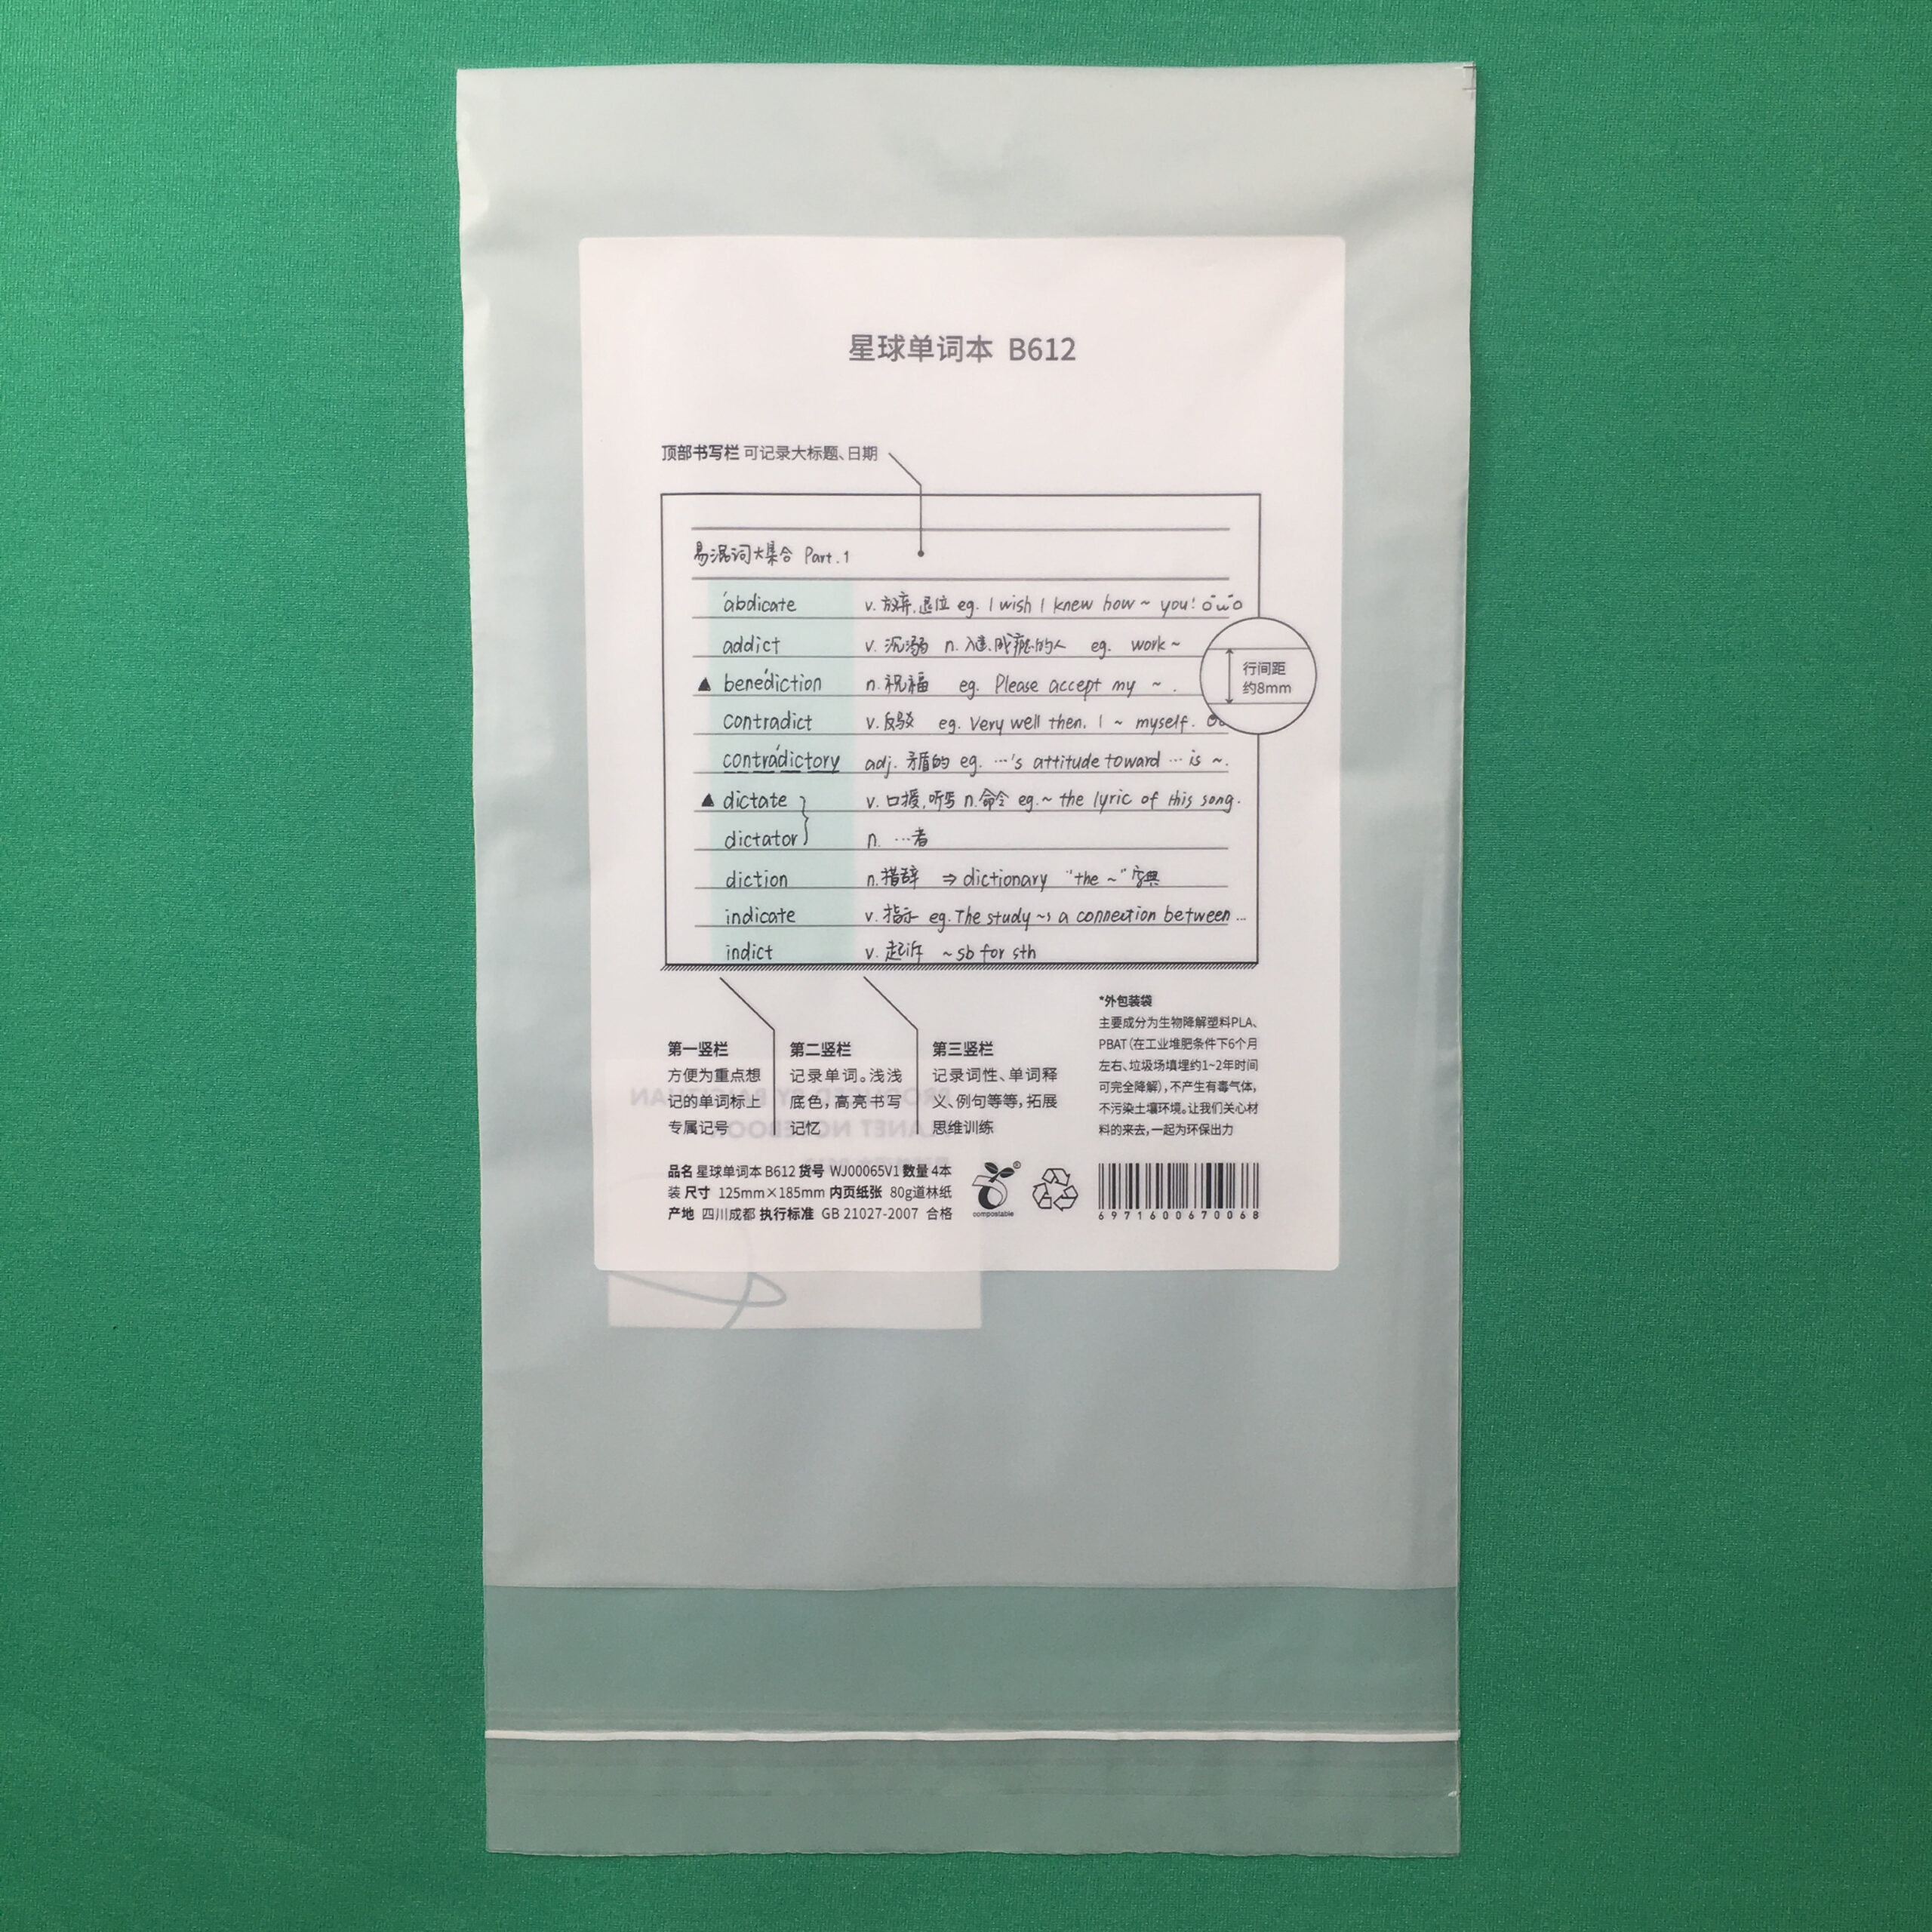 星球单词本 B612
顶部书写栏 可记录大标题、日期
易混词大集合 Part.1
ábdicate v. 放弃,退位 eg. I wish I knew how ~ you!
addict v. 沉溺 n. 入迷,成瘾的人 eg. work ~
▲ benédiction n. 祝福 eg. Please accept my ~ .
contradict v. 反驳 eg. Very well then. I ~ myself.
contrádictory adj. 矛盾的 eg. …'s attitude toward … is ~.
▲ dictate v. 口授,听写 n.命令 eg.~ the lyric of this song.
dictator n. …者
diction n.措辞 ⇒ dictionary “the ~” 字典
indicate v. 指示 eg. The study ~s a connection between …
indict v. 起诉 ~ sb for sth
行间距
约8mm
第一竖栏
方便为重点想
记的单词标上
专属记号
第二竖栏
记录单词。浅浅
底色，高亮书写
记忆
第三竖栏
记录词性、单词释
义、例句等等，拓展
思维训练
*外包装袋
主要成分为生物降解塑料PLA、
PBAT（在工业堆肥条件下6个月
左右、垃圾场填埋约1~2年时间
可完全降解），不产生有毒气体，
不污染土壤环境。让我们关心材
料的来去，一起为环保出力
品名 星球单词本 B612 货号 WJ00065V1 数量 4本
装 尺寸 125mm×185mm 内页纸张 80g道林纸
产地 四川成都 执行标准 GB 21027-2007 合格
compostable
6971600670068
PRODUCED BY BAICIZHAN
PLANET NOTEBOOK